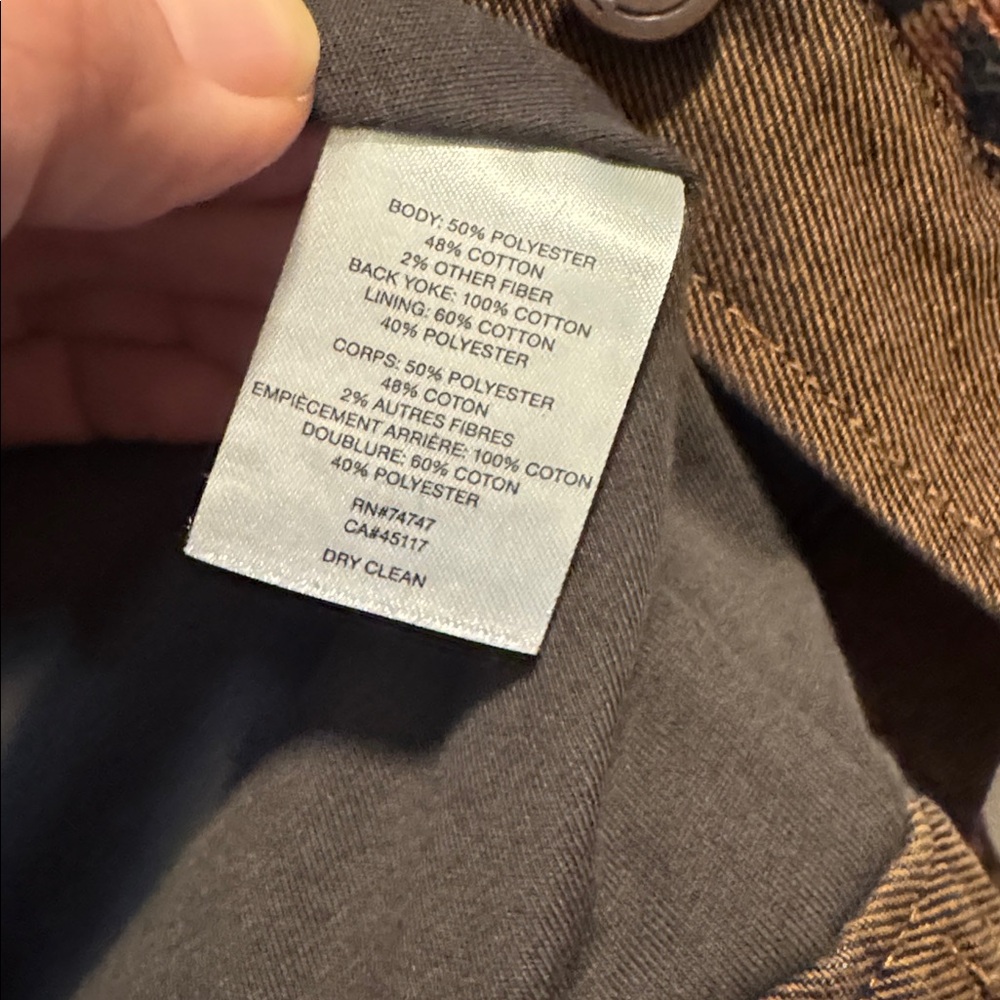 BODY: 50% POLYESTER
48% COTTON
2% OTHER FIBER
BACK YOKE: 100% COTTON
LINING: 60% COTTON
40% POLYESTER
CORPS: 50% POLYESTER
48% COTON
2% AUTRES FIBRES
EMPIÈCEMENT ARRIÈRE: 100% COTON
DOUBLURE: 60% COTON
40% POLYESTER
RN#74747
CA#45117
DRY CLEAN